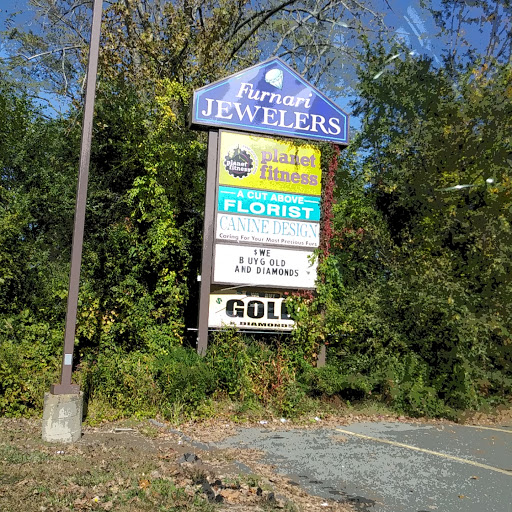 Furnari
JEWELERS
planet
fitness
planet
fitness
A CUT ABOVE
FLORIST
CANINE DESIGN
Caring For Your Most Precious Furs
$WE
BUYG OLD
AND DIAMONDS
GOLD
& DIAMONDS